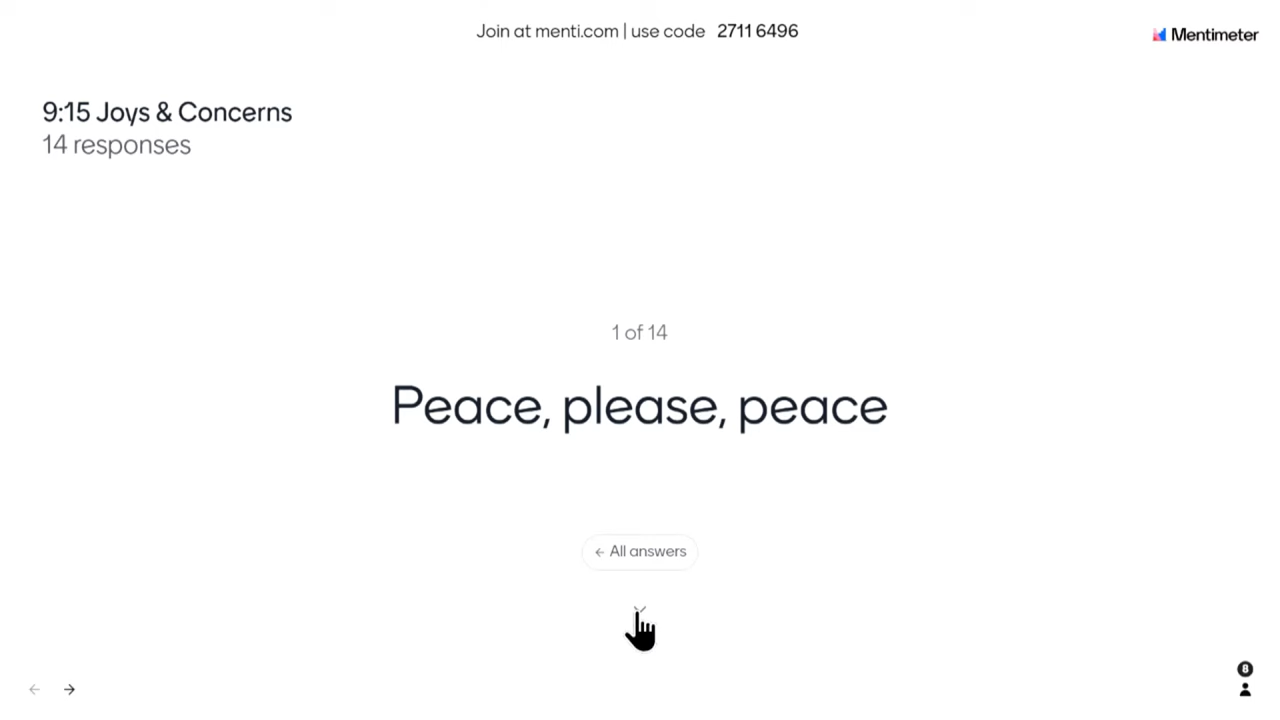 Join at menti.com | use code 2711 6496
Mentimeter
9:15 Joys & Concerns
14 responses
1 of 14
Peace, please, peace
← All answers
8